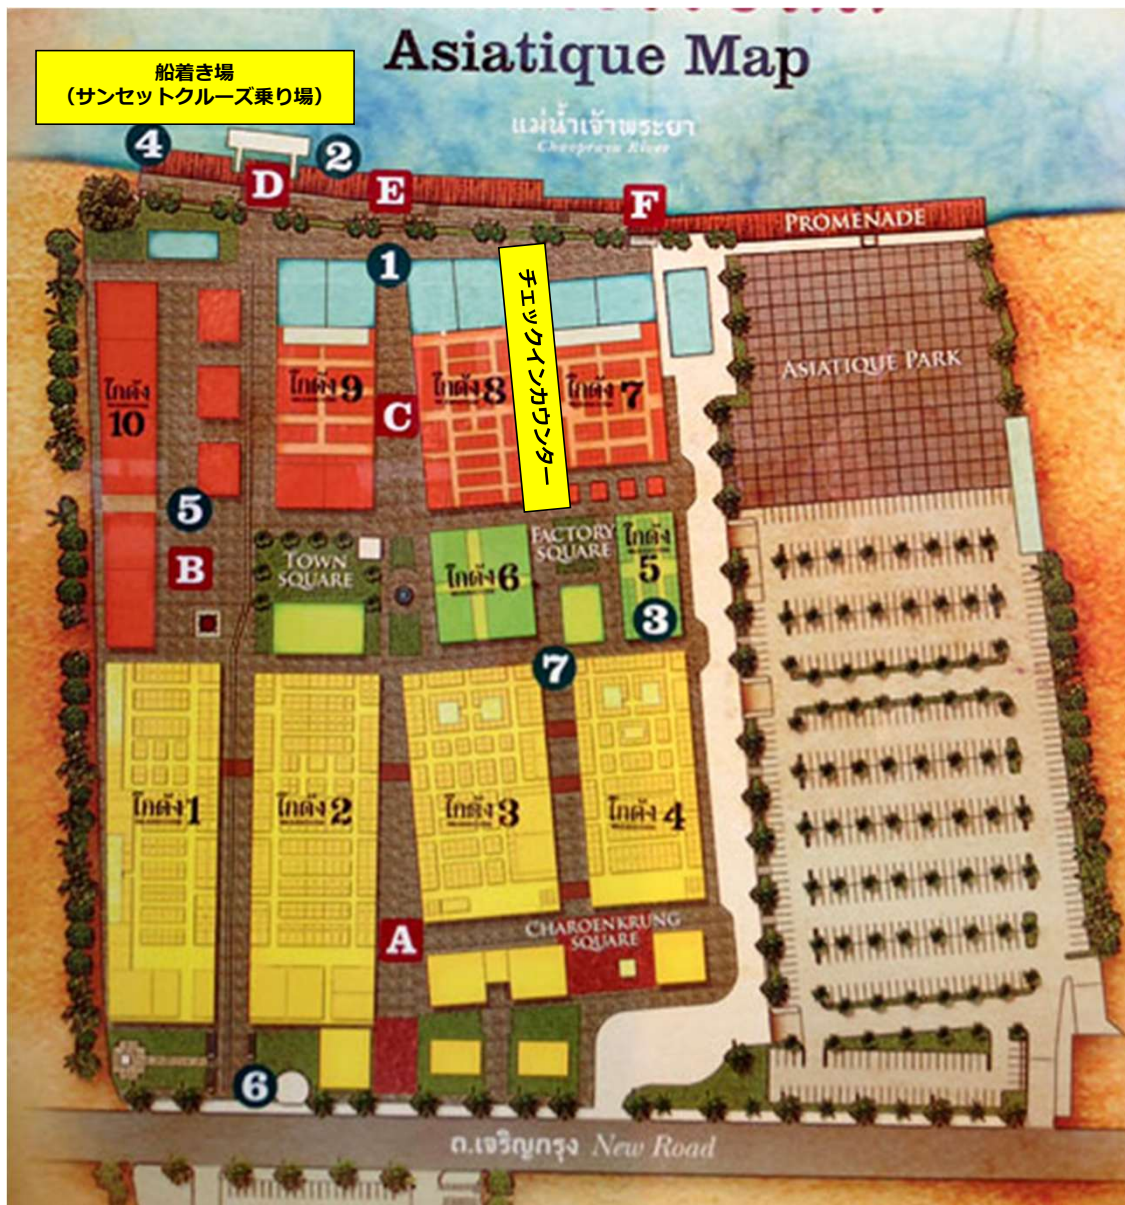 Asiatique Map
船着き場
（サンセットクルーズ乗り場）
แม่น้ำเจ้าพระยา
Chaopraya River
4
2
D
E
F
PROMENADE
1
チェックインカウンター
ASIATIQUE PARK
โกดัง 10
โกดัง 9
โกดัง 8
โกดัง 7
C
5
B
TOWN
SQUARE
โกดัง 6
FACTORY
SQUARE
โกดัง 5
3
7
โกดัง 1
โกดัง 2
โกดัง 3
โกดัง 4
A
CHAROENKRUNG
SQUARE
6
ถ.เจริญกรุง New Road